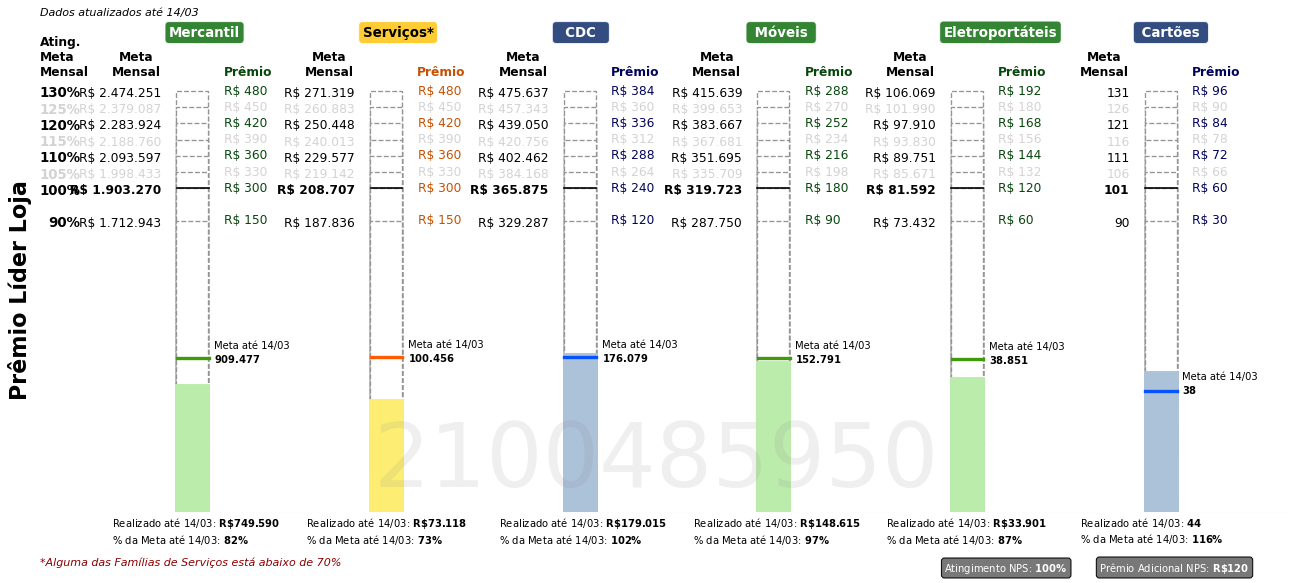 Dados atualizados até 14/03
Mercantil Serviços* CDC Móveis Eletroportáteis Cartões
Ating.
Meta Meta Meta Meta Meta Meta Meta
Mensal Mensal Prêmio Mensal Prêmio Mensal Prêmio Mensal Prêmio Mensal Prêmio Mensal Prêmio
130% R$ 2.474.251 R$ 480 R$ 271.319 R$ 480 R$ 475.637 R$ 384 R$ 415.639 R$ 288 R$ 106.069 R$ 192 131 R$ 96
125% R$ 2.379.087 R$ 450 R$ 260.883 R$ 450 R$ 457.343 R$ 360 R$ 399.653 R$ 270 R$ 101.990 R$ 180 126 R$ 90
120% R$ 2.283.924 R$ 420 R$ 250.448 R$ 420 R$ 439.050 R$ 336 R$ 383.667 R$ 252 R$ 97.910 R$ 168 121 R$ 84
115% R$ 2.188.760 R$ 390 R$ 240.013 R$ 390 R$ 420.756 R$ 312 R$ 367.681 R$ 234 R$ 93.830 R$ 156 116 R$ 78
110% R$ 2.093.597 R$ 360 R$ 229.577 R$ 360 R$ 402.462 R$ 288 R$ 351.695 R$ 216 R$ 89.751 R$ 144 111 R$ 72
105% R$ 1.998.433 R$ 330 R$ 219.142 R$ 330 R$ 384.168 R$ 264 R$ 335.709 R$ 198 R$ 85.671 R$ 132 106 R$ 66
100% R$ 1.903.270 R$ 300 R$ 208.707 R$ 300 R$ 365.875 R$ 240 R$ 319.723 R$ 180 R$ 81.592 R$ 120 101 R$ 60
90% R$ 1.712.943 R$ 150 R$ 187.836 R$ 150 R$ 329.287 R$ 120 R$ 287.750 R$ 90 R$ 73.432 R$ 60 90 R$ 30
Prêmio Líder Loja
Meta até 14/03 Meta até 14/03 Meta até 14/03 Meta até 14/03 Meta até 14/03
909.477 100.456 176.079 152.791 38.851
Meta até 14/03
38
2100485950
Realizado até 14/03: R$749.590 Realizado até 14/03: R$73.118 Realizado até 14/03: R$179.015 Realizado até 14/03: R$148.615 Realizado até 14/03: R$33.901 Realizado até 14/03: 44
% da Meta até 14/03: 82% % da Meta até 14/03: 73% % da Meta até 14/03: 102% % da Meta até 14/03: 97% % da Meta até 14/03: 87% % da Meta até 14/03: 116%
*Alguma das Famílias de Serviços está abaixo de 70%
Atingimento NPS: 100% Prêmio Adicional NPS: R$120